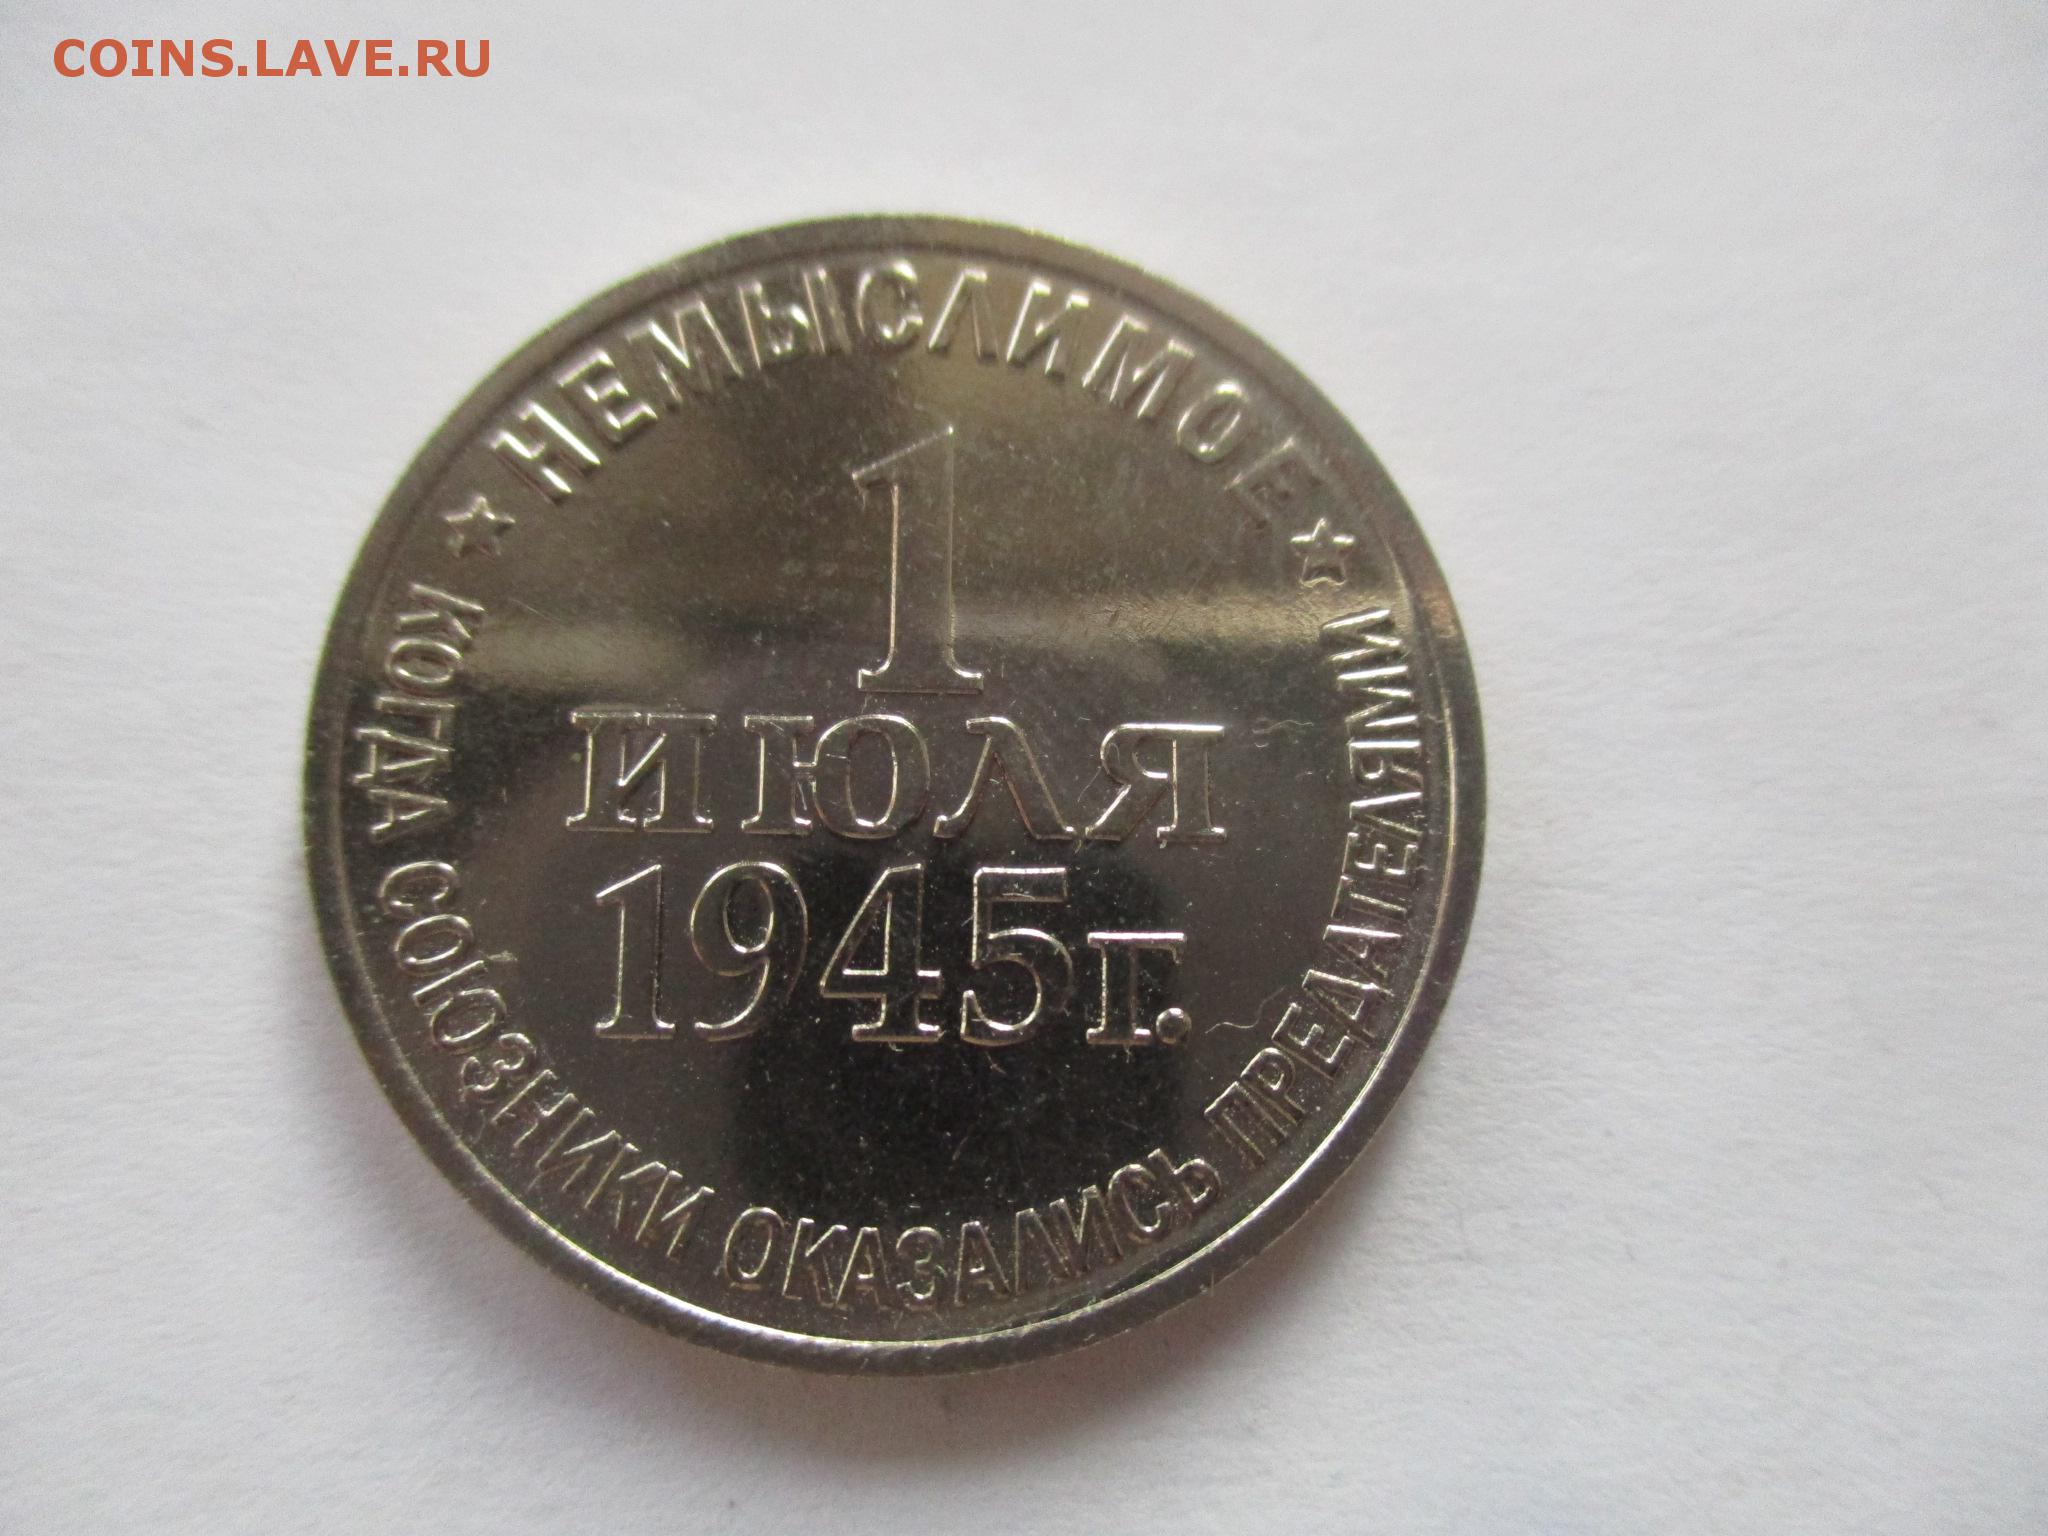 COINS.LAVE.RU
НЕМЫСЛИМОЕ
1
ИЮЛЯ
1945г.
КОГДА СОЮЗНИКИ ОКАЗАЛИСЬ ПРЕДАТЕЛЯМИ